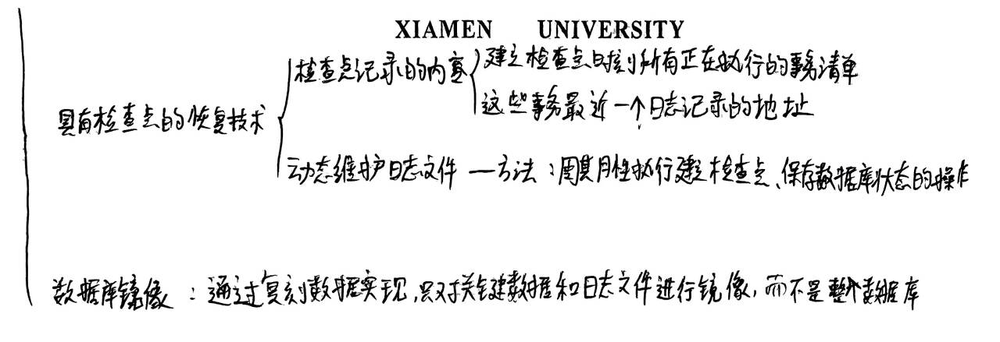 XIAMEN UNIVERSITY
检查点记录的内容
建立检查点时刻所有正在执行的事务清单
这些事务最近一个日志记录的地址
具有检查点的恢复技术
动态维护日志文件 — 方法：周期性执行建立检查点、保存数据库状态的操作
数据库镜像：通过复刻数据实现，只对关键数据和日志文件进行镜像，而不是整个数据库